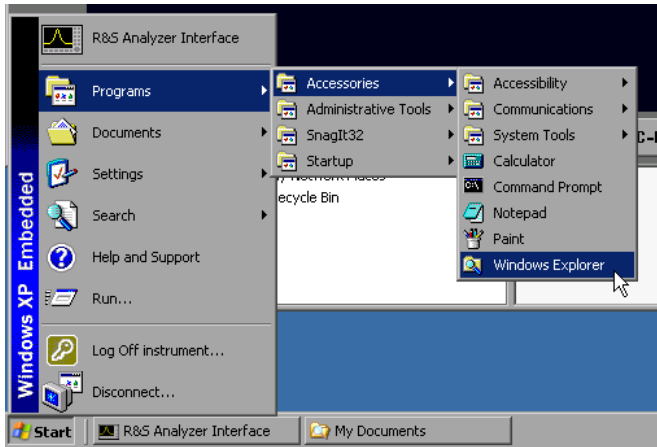 R&S Analyzer Interface
Programs
Documents
Settings
Search
Help and Support
Run...
Log Off instrument...
Disconnect...
Windows XP Embedded
Accessories
Administrative Tools
SnagIt32
Startup
Accessibility
Communications
System Tools
Calculator
Command Prompt
Notepad
Paint
Windows Explorer
ecycle Bin
Start
R&S Analyzer Interface
My Documents